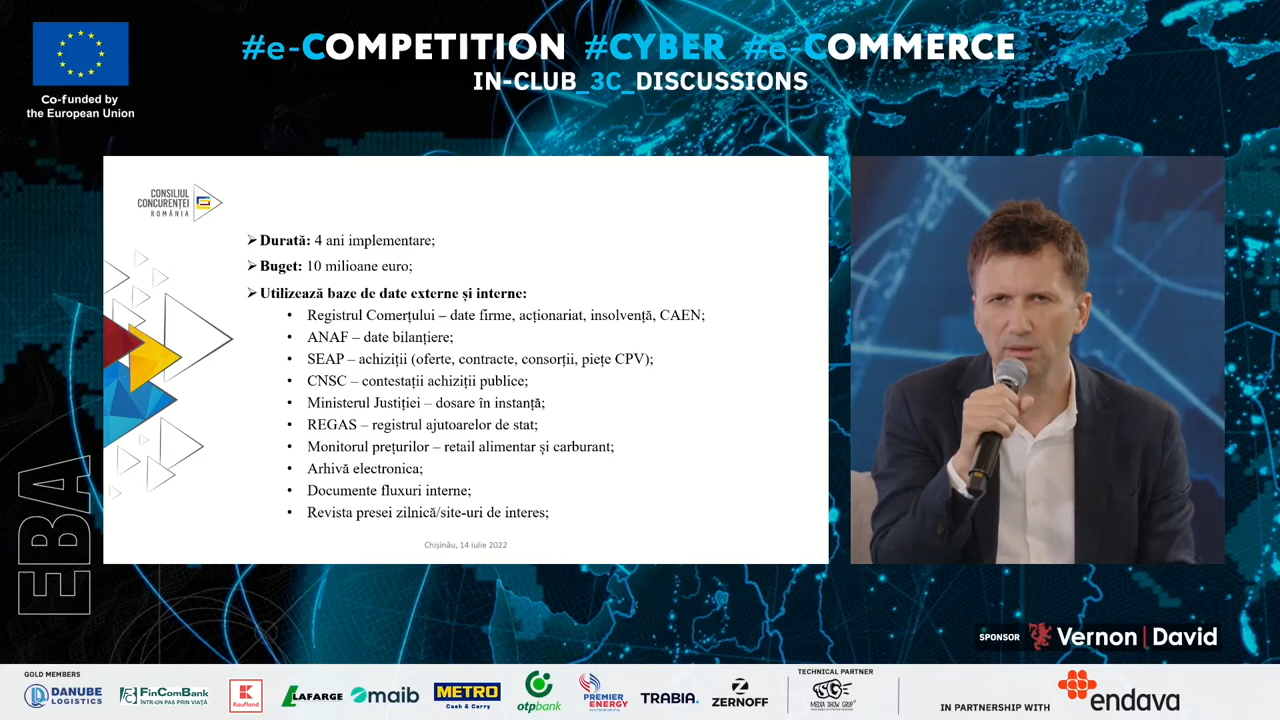 #e-COMPETITION #CYBER #e-COMMERCE
IN-CLUB_3C_DISCUSSIONS
Co-funded by
the European Union
CONSILIUL
CONCURENȚEI
ROMÂNIA
Durată: 4 ani implementare;
Buget: 10 milioane euro;
Utilizează baze de date externe și interne:
• Registrul Comerțului – date firme, acționariat, insolvență, CAEN;
• ANAF – date bilanțiere;
• SEAP – achiziții (oferte, contracte, consorții, piețe CPV);
• CNSC – contestații achiziții publice;
• Ministerul Justiției – dosare în instanță;
• REGAS – registrul ajutoarelor de stat;
• Monitorul prețurilor – retail alimentar și carburant;
• Arhivă electronica;
• Documente fluxuri interne;
• Revista presei zilnică/site-uri de interes;
Chișinău, 14 iulie 2022
EBA
SPONSOR Vernon | David
GOLD MEMBERS
DANUBE
LOGISTICS
FinComBank
ÎNTR-UN PAS PRIN VIAȚĂ
Kaufland
LAFARGE
maib
METRO
Cash & Carry
otpbank
PREMIER
ENERGY
TRABIA.
ZERNOFF
TECHNICAL PARTNER
MEDIA SHOW GRUP
IN PARTNERSHIP WITH
endava